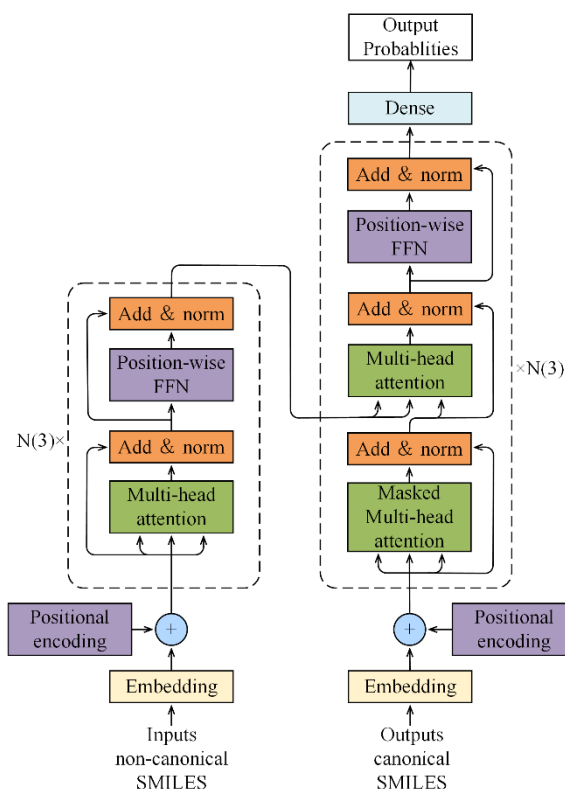 Output
Probablities
Dense
Add & norm
Position-wise
FFN
Add & norm
Multi-head
attention
×N(3)
Add & norm
Masked
Multi-head
attention
Add & norm
Position-wise
FFN
N(3)×
Add & norm
Multi-head
attention
Positional
encoding
+
+
Positional
encoding
Embedding
Embedding
Inputs
non-canonical
SMILES
Outputs
canonical
SMILES